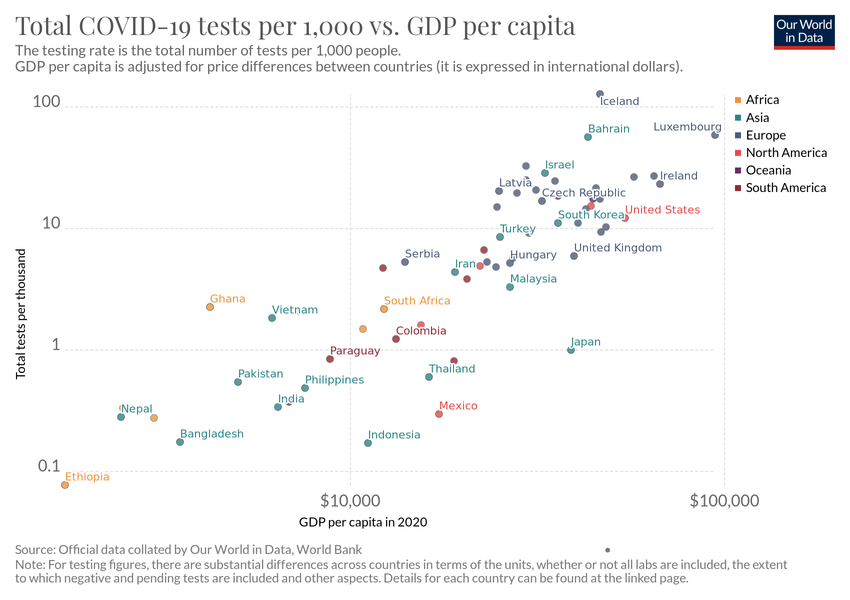 Total COVID-19 tests per 1,000 vs. GDP per capita
Our World
in Data
The testing rate is the total number of tests per 1,000 people.
GDP per capita is adjusted for price differences between countries (it is expressed in international dollars).
100
Iceland
Bahrain
Luxembourg
Israel
Ireland
Latvia
Czech Republic
South Korea
United States
10
Turkey
United Kingdom
Serbia
Hungary
Iran
Malaysia
Ghana
South Africa
Vietnam
Colombia
1
Japan
Paraguay
Thailand
Pakistan
Philippines
India
Nepal
Mexico
Bangladesh
Indonesia
0.1
Ethiopia
Total tests per thousand
$10,000
$100,000
GDP per capita in 2020
Africa
Asia
Europe
North America
Oceania
South America
Source: Official data collated by Our World in Data, World Bank
Note: For testing figures, there are substantial differences across countries in terms of the units, whether or not all labs are included, the extent
to which negative and pending tests are included and other aspects. Details for each country can be found at the linked page.